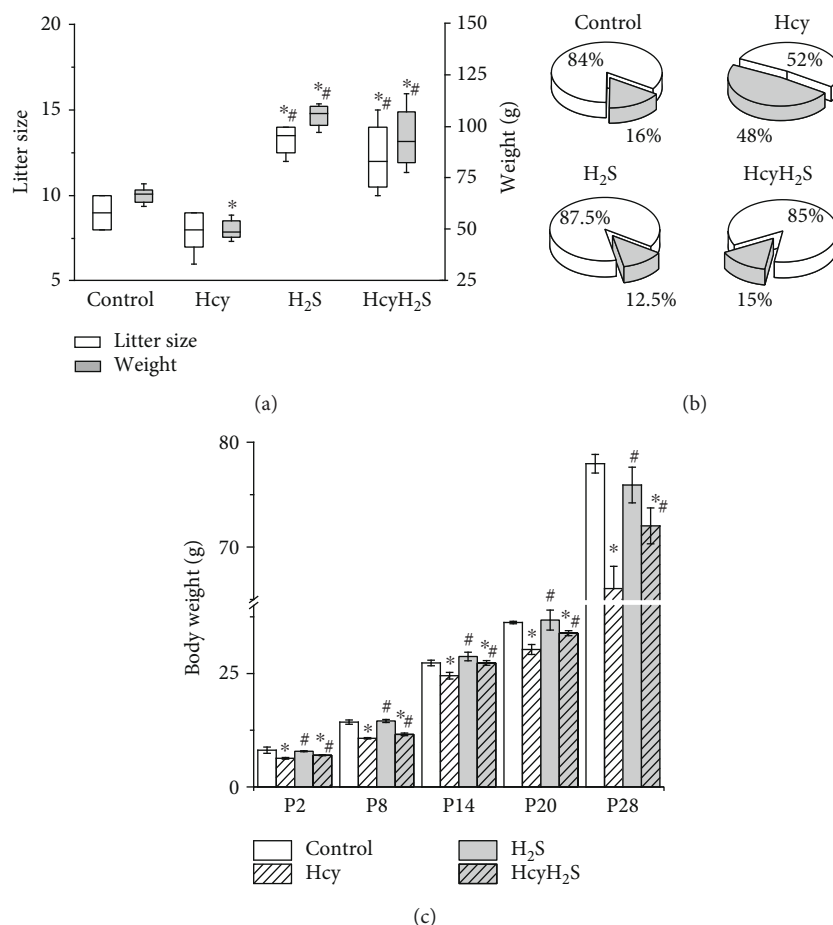 20
15
10
5
Litter size
150
125
100
75
50
25
Weight (g)
*
*#
*#
*#
*#
Control
Hcy
H₂S
HcyH₂S
Litter size
Weight
(a)
Control
84%
16%
Hcy
52%
48%
H₂S
87.5%
12.5%
HcyH₂S
85%
15%
(b)
80
70
25
0
Body weight (g)
* # *#
* # *#
* # *#
* # *#
* # *#
P2
P8
P14
P20
P28
Control
Hcy
H₂S
HcyH₂S
(c)